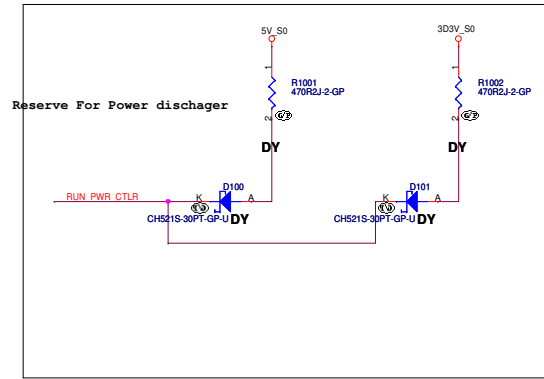 5V_S0
3D3V_S0
1
1
R1001
470R2J-2-GP
R1002
470R2J-2-GP
Reserve For Power dischager
2
2
DY
DY
D100
D101
RUN_PWR_CTLR
K
A
K
A
CH521S-30PT-GP-U
DY
CH521S-30PT-GP-U
DY